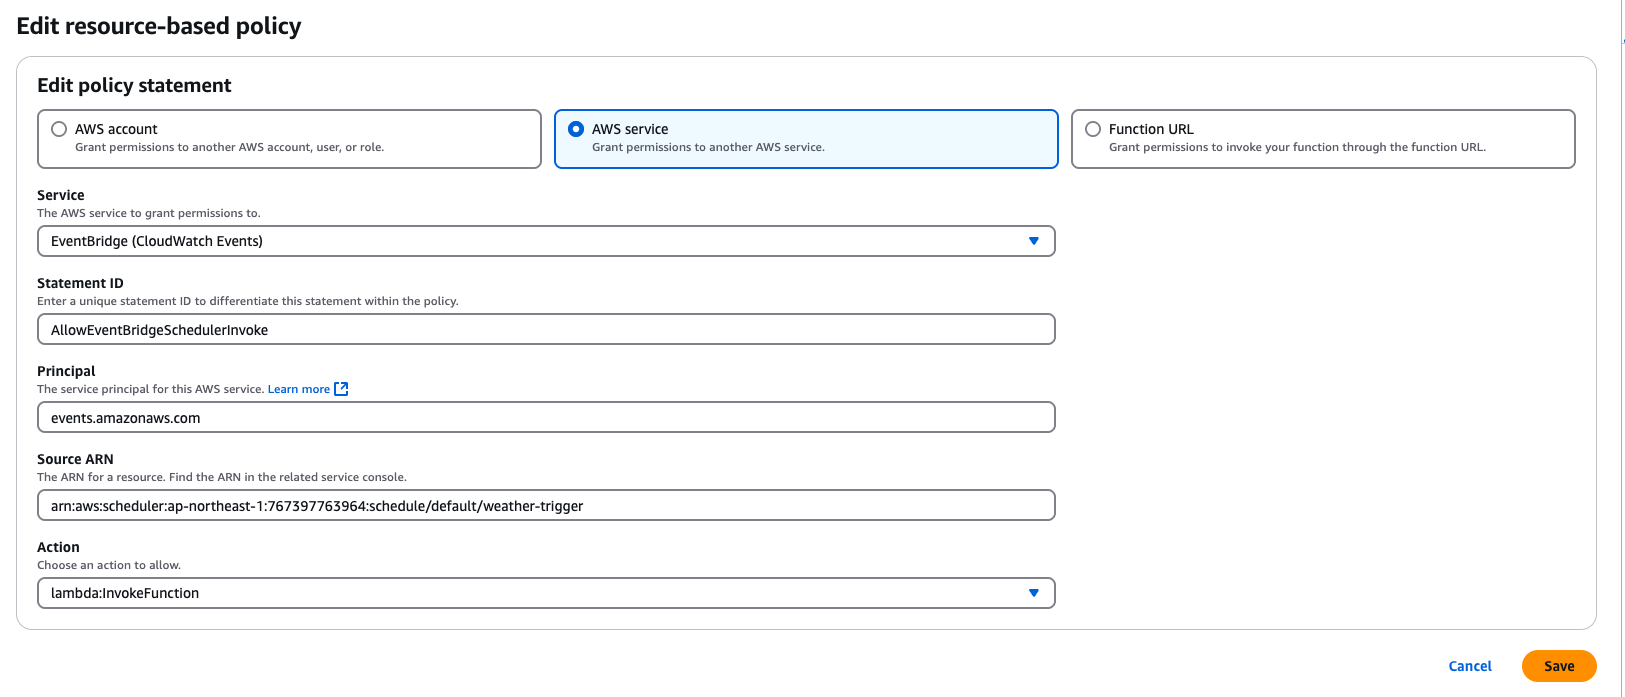 Edit resource-based policy
Edit policy statement
AWS account
Grant permissions to another AWS account, user, or role.
AWS service
Grant permissions to another AWS service.
Function URL
Grant permissions to invoke your function through the function URL.
Service
The AWS service to grant permissions to.
EventBridge (CloudWatch Events)
Statement ID
Enter a unique statement ID to differentiate this statement within the policy.
AllowEventBridgeSchedulerInvoke
Principal
The service principal for this AWS service. Learn more
events.amazonaws.com
Source ARN
The ARN for a resource. Find the ARN in the related service console.
arn:aws:scheduler:ap-northeast-1:767397763964:schedule/default/weather-trigger
Action
Choose an action to allow.
lambda:InvokeFunction
Cancel
Save